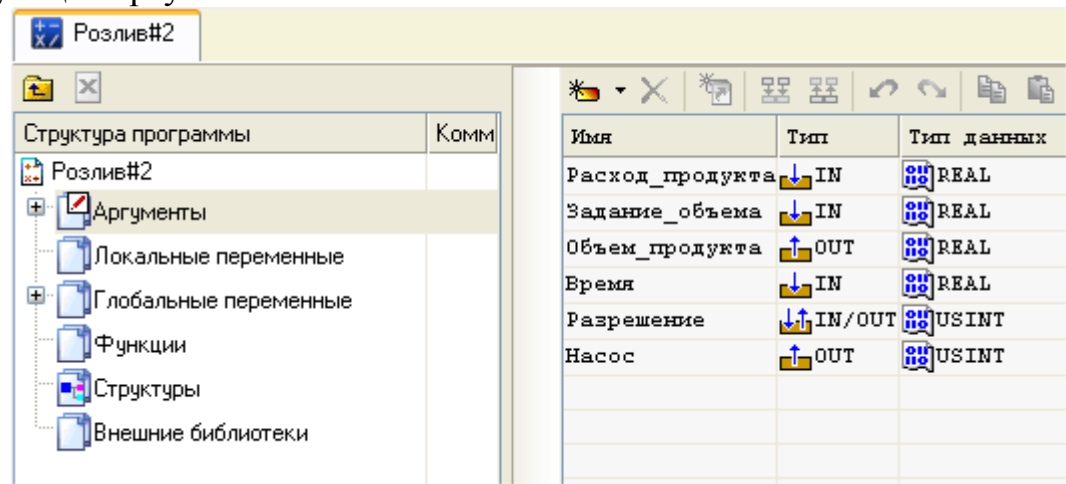 Розлив#2
Структура программы Комм
Розлив#2
Аргументы
Локальные переменные
Глобальные переменные
Функции
Структуры
Внешние библиотеки
Имя Тип Тип данных
Расход_продукта IN REAL
Задание_объема IN REAL
Объем_продукта OUT REAL
Время IN REAL
Разрешение IN/OUT USINT
Насос OUT USINT